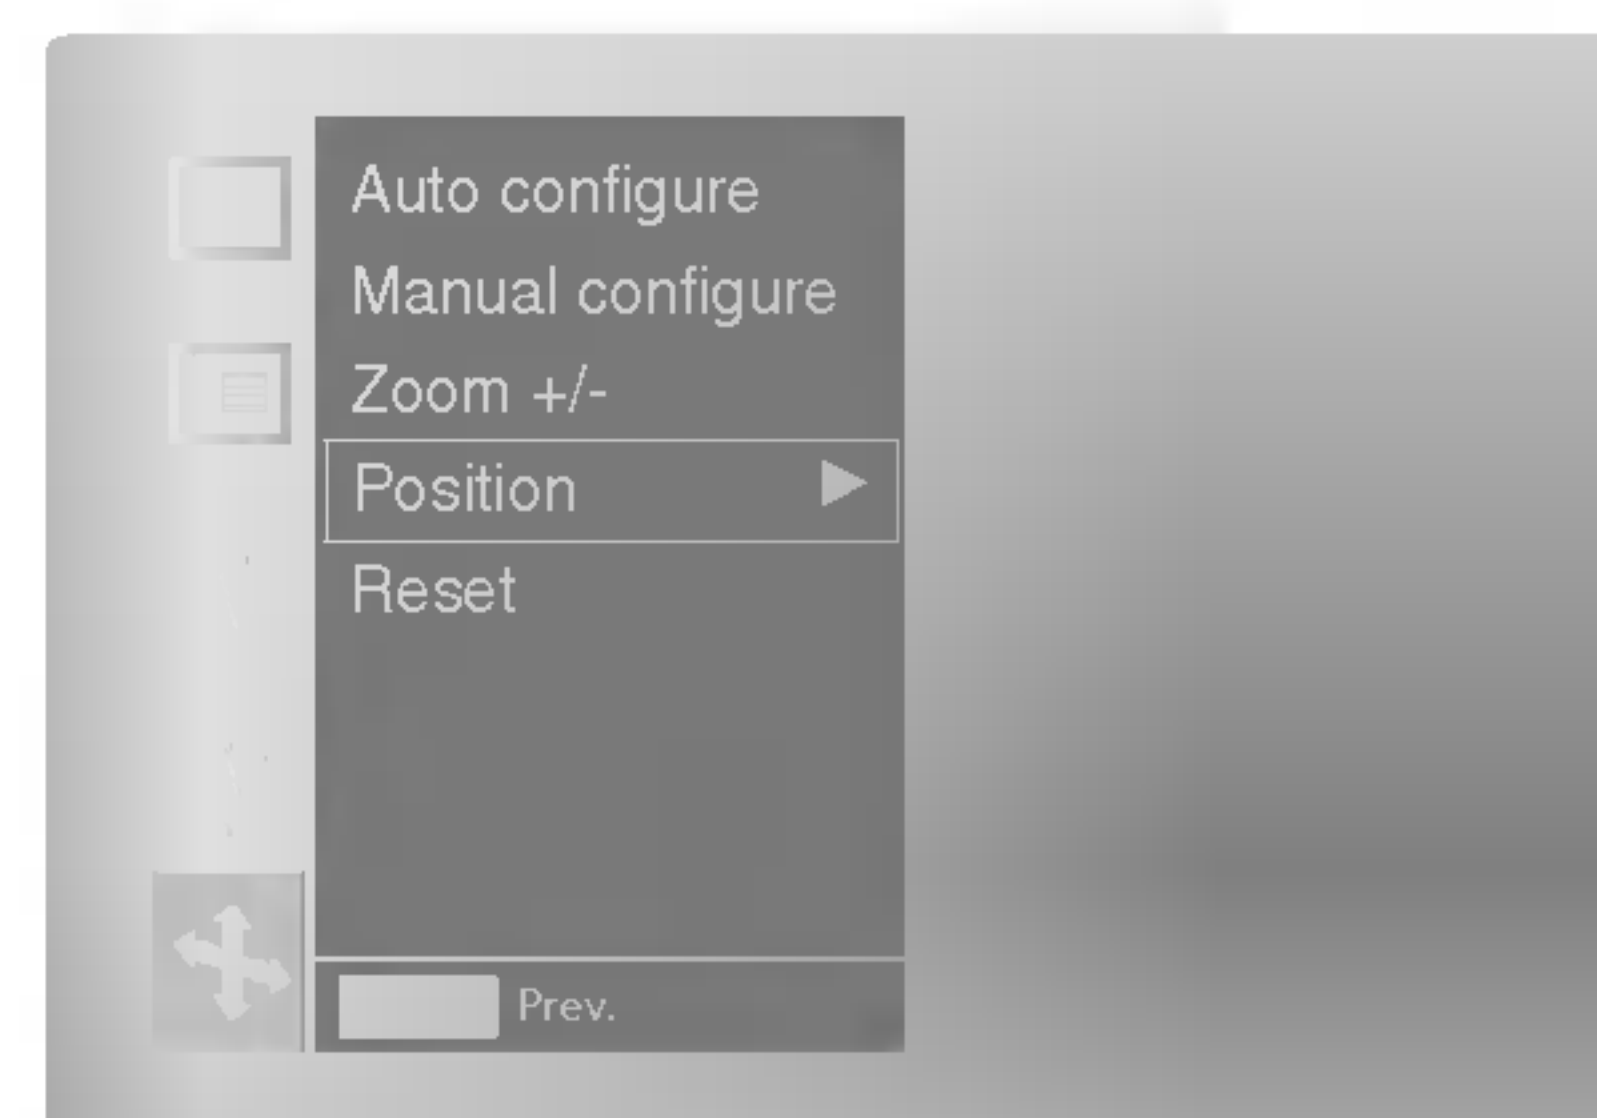 Auto configure
Manual configure
Zoom +/-
Position
Reset
Prev.